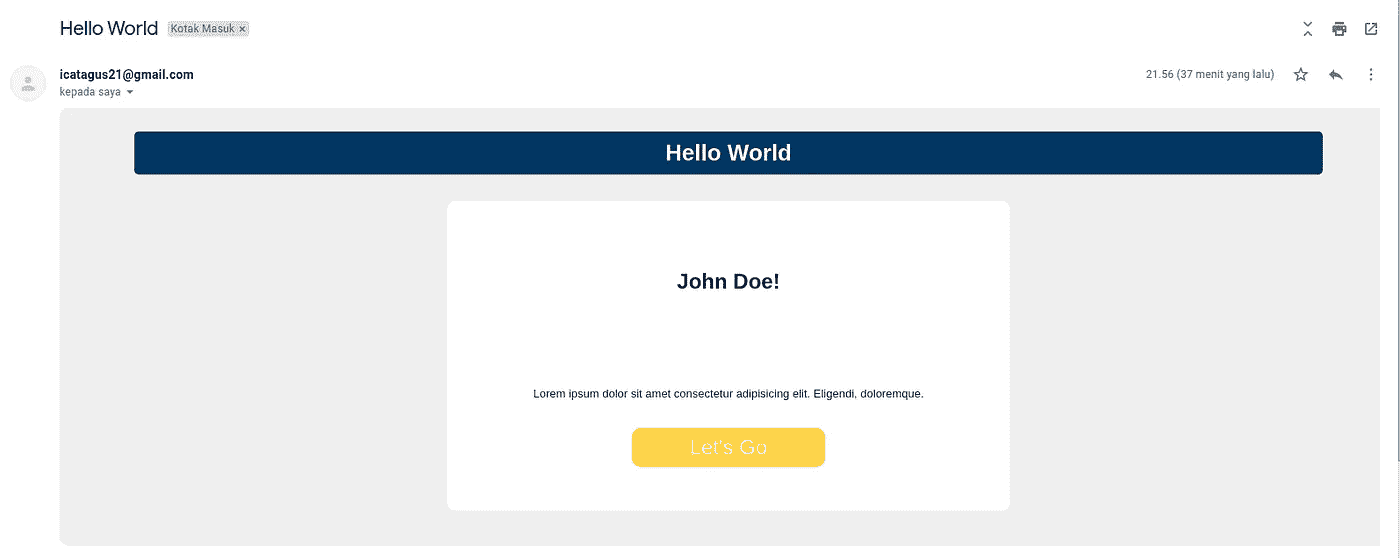 Hello World Kotak Masuk ×
icatagus21@gmail.com 21.56 (37 menit yang lalu)
kepada saya
Hello World
John Doe!
Lorem ipsum dolor sit amet consectetur adipisicing elit. Eligendi, doloremque.
Let's Go